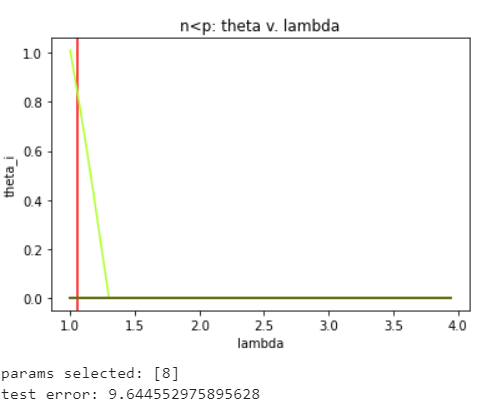 n<p: theta v. lambda
theta_i
1.0
0.8
0.6
0.4
0.2
0.0
1.0 1.5 2.0 2.5 3.0 3.5 4.0
lambda
params selected: [8]
test error: 9.644552975895628